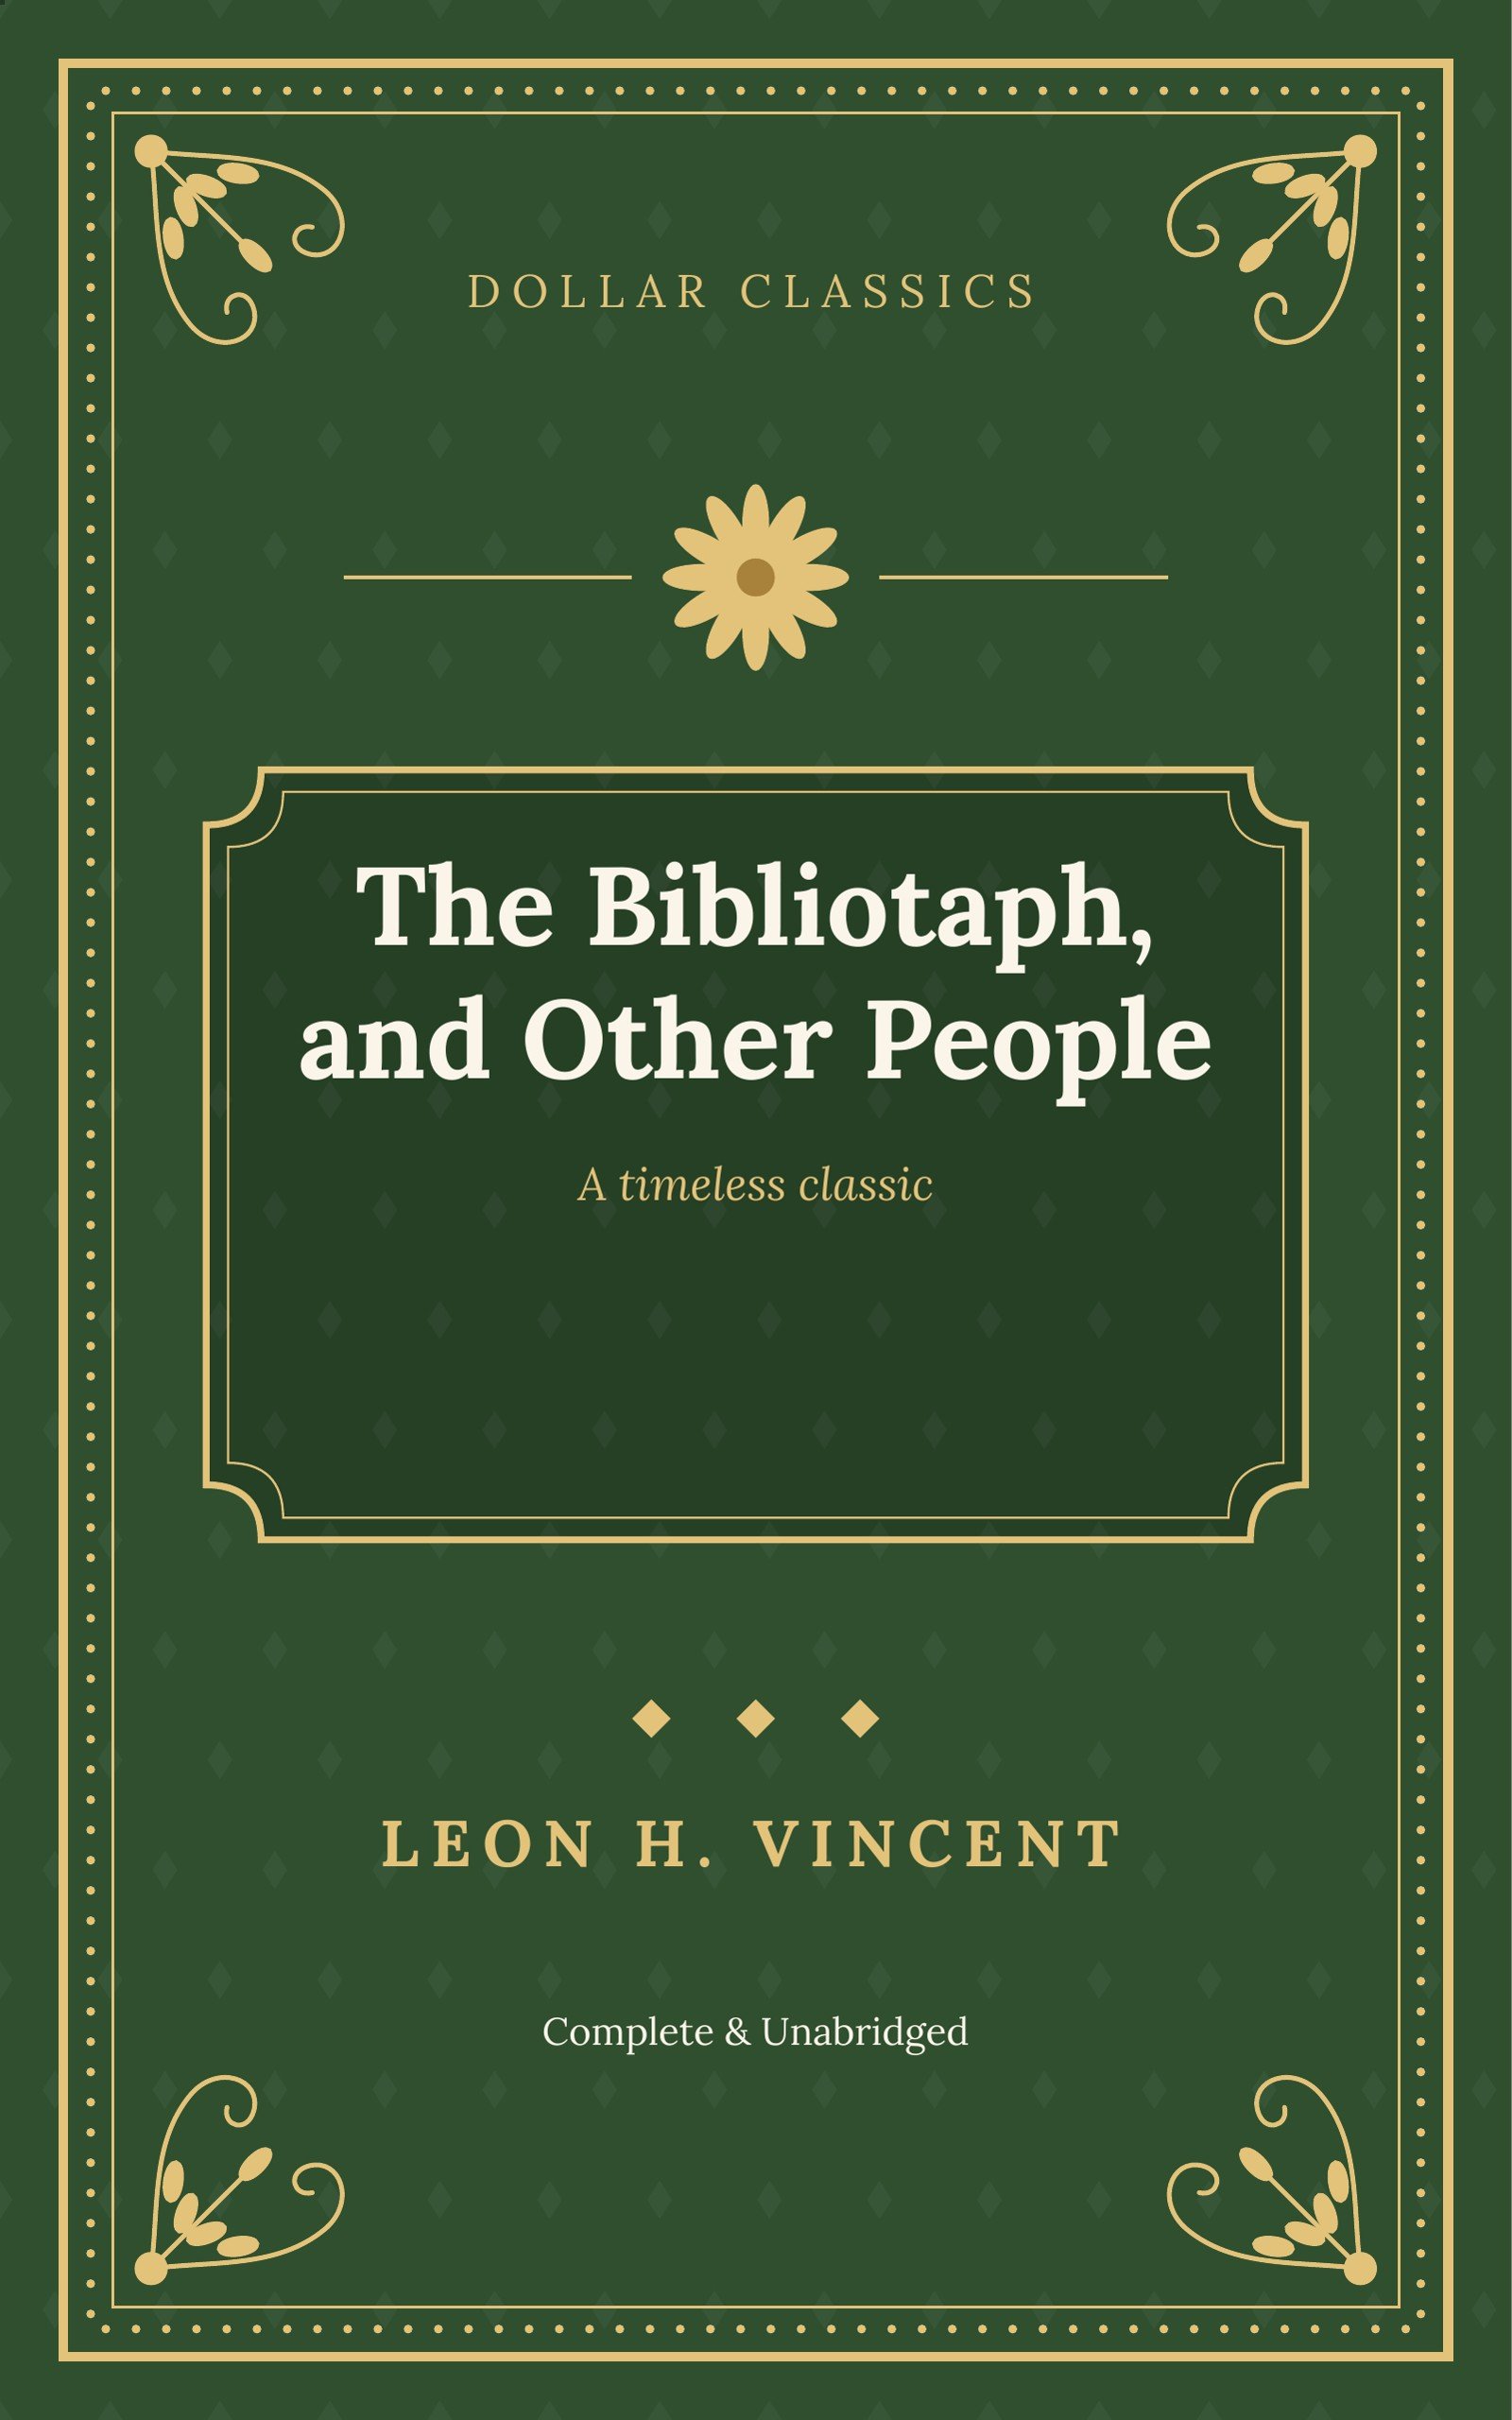 DOLLAR CLASSICS
The Bibliotaph,
and Other People
A timeless classic
LEON H. VINCENT
Complete & Unabridged